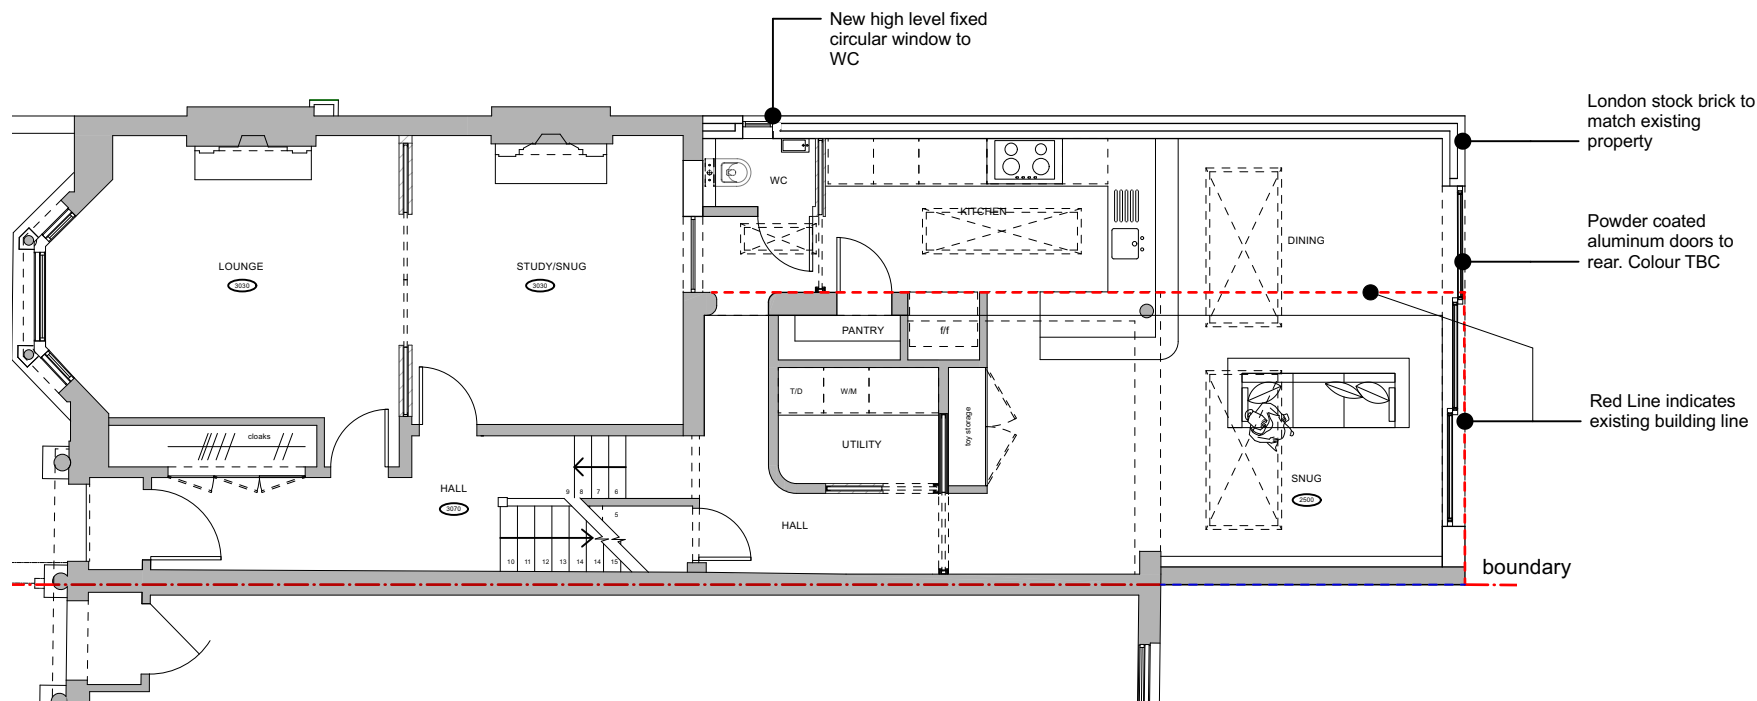 New high level fixed
circular window to
WC
London stock brick to
match existing
property
Powder coated
aluminum doors to
rear. Colour TBC
Red Line indicates
existing building line
boundary
WC
KITCHEN
DINING
LOUNGE
3030
STUDY/SNUG
3030
PANTRY
f/f
T/D
W/M
toy storage
cloaks
UTILITY
HALL
3070
SNUG
2500
HALL
9
8
7
6
5
10
11
12
13
14
14
15